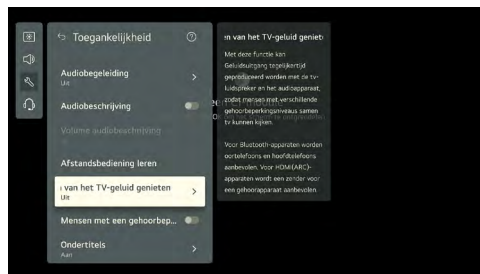 Toegankelijkheid
Audiobegeleiding
Uit
Audiobeschrijving
Volume audiobeschrijving
Afstandsbediening leren
n van het TV-geluid genieten
Uit
Mensen met een gehoorbep...
Ondertitels
Aan
en van het TV-geluid geniete
Met deze functie kan
Geluidsuitgang tegelijkertijd
geproduceerd worden met de tv-
luidspreker en het audioapparaat,
zodat mensen met verschillende
gehoorbeperkingsniveaus samen
tv kunnen kijken.
Voor Bluetooth-apparaten worden
oortelefoons en hoofdtelefoons
aanbevolen. Voor HDMI(ARC)-
apparaten wordt een zender voor
een gehoorapparaat aanbevolen.